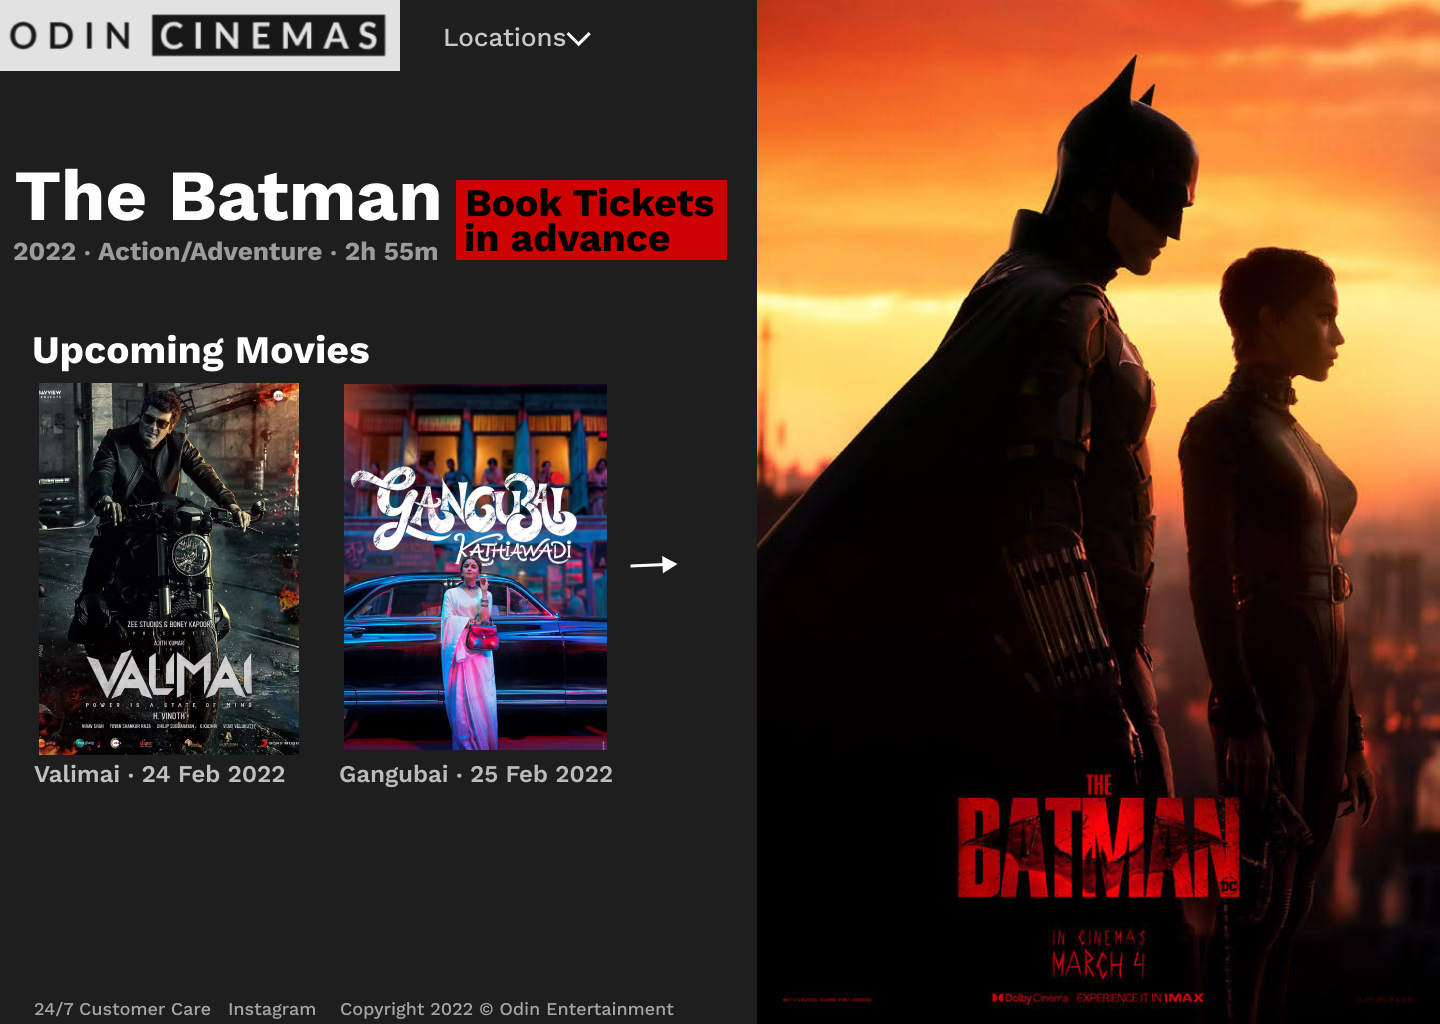 ODIN CINEMAS
Locations
The Batman
2022 · Action/Adventure · 2h 55m
Book Tickets
in advance
Upcoming Movies
ZEE STUDIOS & BONEY KAPOOR
PRESENTS
AJITH KUMAR
VALIMAI
POWER IS A STATE OF MIND
H. VINOTH
Valimai · 24 Feb 2022
GANGUBAI
KATHIAWADI
Gangubai · 25 Feb 2022
THE
BATMAN
DC
IN CINEMAS
MARCH 4
Dolby Cinema EXPERIENCE IT IN IMAX
24/7 Customer Care Instagram Copyright 2022 © Odin Entertainment